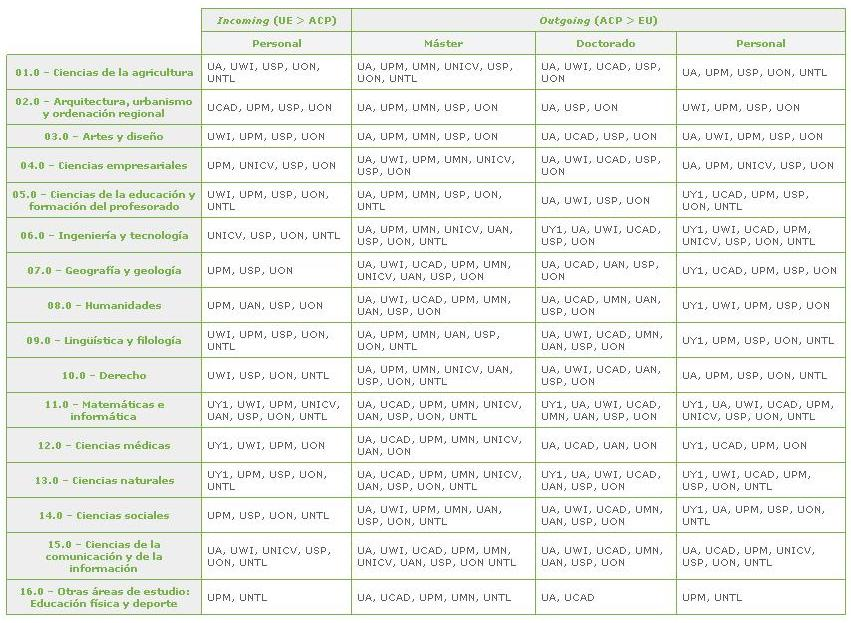 Incoming (UE > ACP) Outgoing (ACP > EU)
Personal Máster Doctorado Personal
01.0 – Ciencias de la agricultura
UA, UWI, USP, UON,
UNTL
UA, UPM, UMN, UNICV, USP,
UON, UNTL
UA, UWI, UCAD, USP,
UON
UA, UPM, USP, UON, UNTL
02.0 – Arquitectura, urbanismo
y ordenación regional
UCAD, UPM, USP, UON
UA, UPM, UMN, USP, UON
UA, USP, UON
UWI, UPM, USP, UON
03.0 – Artes y diseño
UWI, UPM, USP, UON
UA, UPM, UMN, USP, UON
UA, UCAD, USP, UON
UA, UWI, UPM, USP, UON
04.0 – Ciencias empresariales
UPM, UNICV, USP, UON
UA, UWI, UPM, UMN, UNICV,
USP, UON
UA, UWI, UCAD, USP,
UON
UA, UPM, UNICV, USP, UON
05.0 – Ciencias de la educación y
formación del profesorado
UWI, UPM, USP, UON,
UNTL
UA, UPM, UMN, USP, UON,
UNTL
UA, UWI, USP, UON
UY1, UCAD, UPM, USP,
UON, UNTL
06.0 – Ingeniería y tecnología
UNICV, USP, UON, UNTL
UA, UPM, UMN, UNICV, UAN,
USP, UON, UNTL
UY1, UA, UWI, UCAD,
USP, UON
UY1, UWI, UCAD, UPM,
UNICV, USP, UON, UNTL
07.0 – Geografía y geología
UPM, USP, UON
UA, UWI, UCAD, UPM, UMN,
UNICV, UAN, USP, UON
UA, UCAD, UAN, USP,
UON
UY1, UCAD, UPM, USP, UON
08.0 – Humanidades
UPM, UAN, USP, UON
UA, UWI, UCAD, UPM, UMN,
UAN, USP, UON
UA, UCAD, UMN, UAN,
USP, UON
UY1, UWI, UPM, USP, UON
09.0 – Lingüística y filología
UWI, UPM, USP, UON,
UNTL
UA, UPM, UMN, UAN, USP,
UON, UNTL
UA, UWI, UCAD, UMN,
UAN, USP, UON
UY1, UPM, USP, UON, UNTL
10.0 – Derecho
UWI, USP, UON, UNTL
UA, UPM, UMN, UNICV, UAN,
USP, UON, UNTL
UA, UWI, UCAD, UAN,
USP, UON
UA, UPM, USP, UON, UNTL
11.0 – Matemáticas e
informática
UY1, UWI, UPM, UNICV,
UAN, USP, UON, UNTL
UA, UCAD, UPM, UMN, UNICV,
UAN, USP, UON, UNTL
UY1, UA, UWI, UCAD,
UMN, UAN, USP, UON
UY1, UA, UWI, UCAD, UPM,
UNICV, USP, UON, UNTL
12.0 – Ciencias médicas
UY1, UWI, UPM, UON
UA, UCAD, UPM, UMN, UNICV,
UAN, UON
UA, UCAD, UAN, UON
UY1, UCAD, UPM, UON
13.0 – Ciencias naturales
UY1, UPM, USP, UON,
UNTL
UA, UCAD, UPM, UMN, UNICV,
UAN, USP, UON, UNTL
UY1, UA, UWI, UCAD,
UAN, USP, UON
UY1, UWI, UCAD, UPM,
USP, UON, UNTL
14.0 – Ciencias sociales
UPM, USP, UON, UNTL
UA, UWI, UPM, UMN, UAN,
USP, UON, UNTL
UA, UWI, UCAD, UMN,
UAN, USP, UON
UY1, UA, UPM, USP, UON,
UNTL
15.0 – Ciencias de la
comunicación y de la
información
UA, UWI, UNICV, USP,
UON, UNTL
UA, UWI, UCAD, UPM, UMN,
UNICV, UAN, USP, UON UNTL
UA, UWI, UCAD, UMN,
UAN, DSP, UON
UA, UCAD, UPM, UNICV,
USP, UON, UNTL
16.0 – Otras áreas de estudio:
Educación física y deporte
UPM, UNTL
UA, UCAD, UPM, UMN, UNTL
UA, UCAD
UPM, UNTL